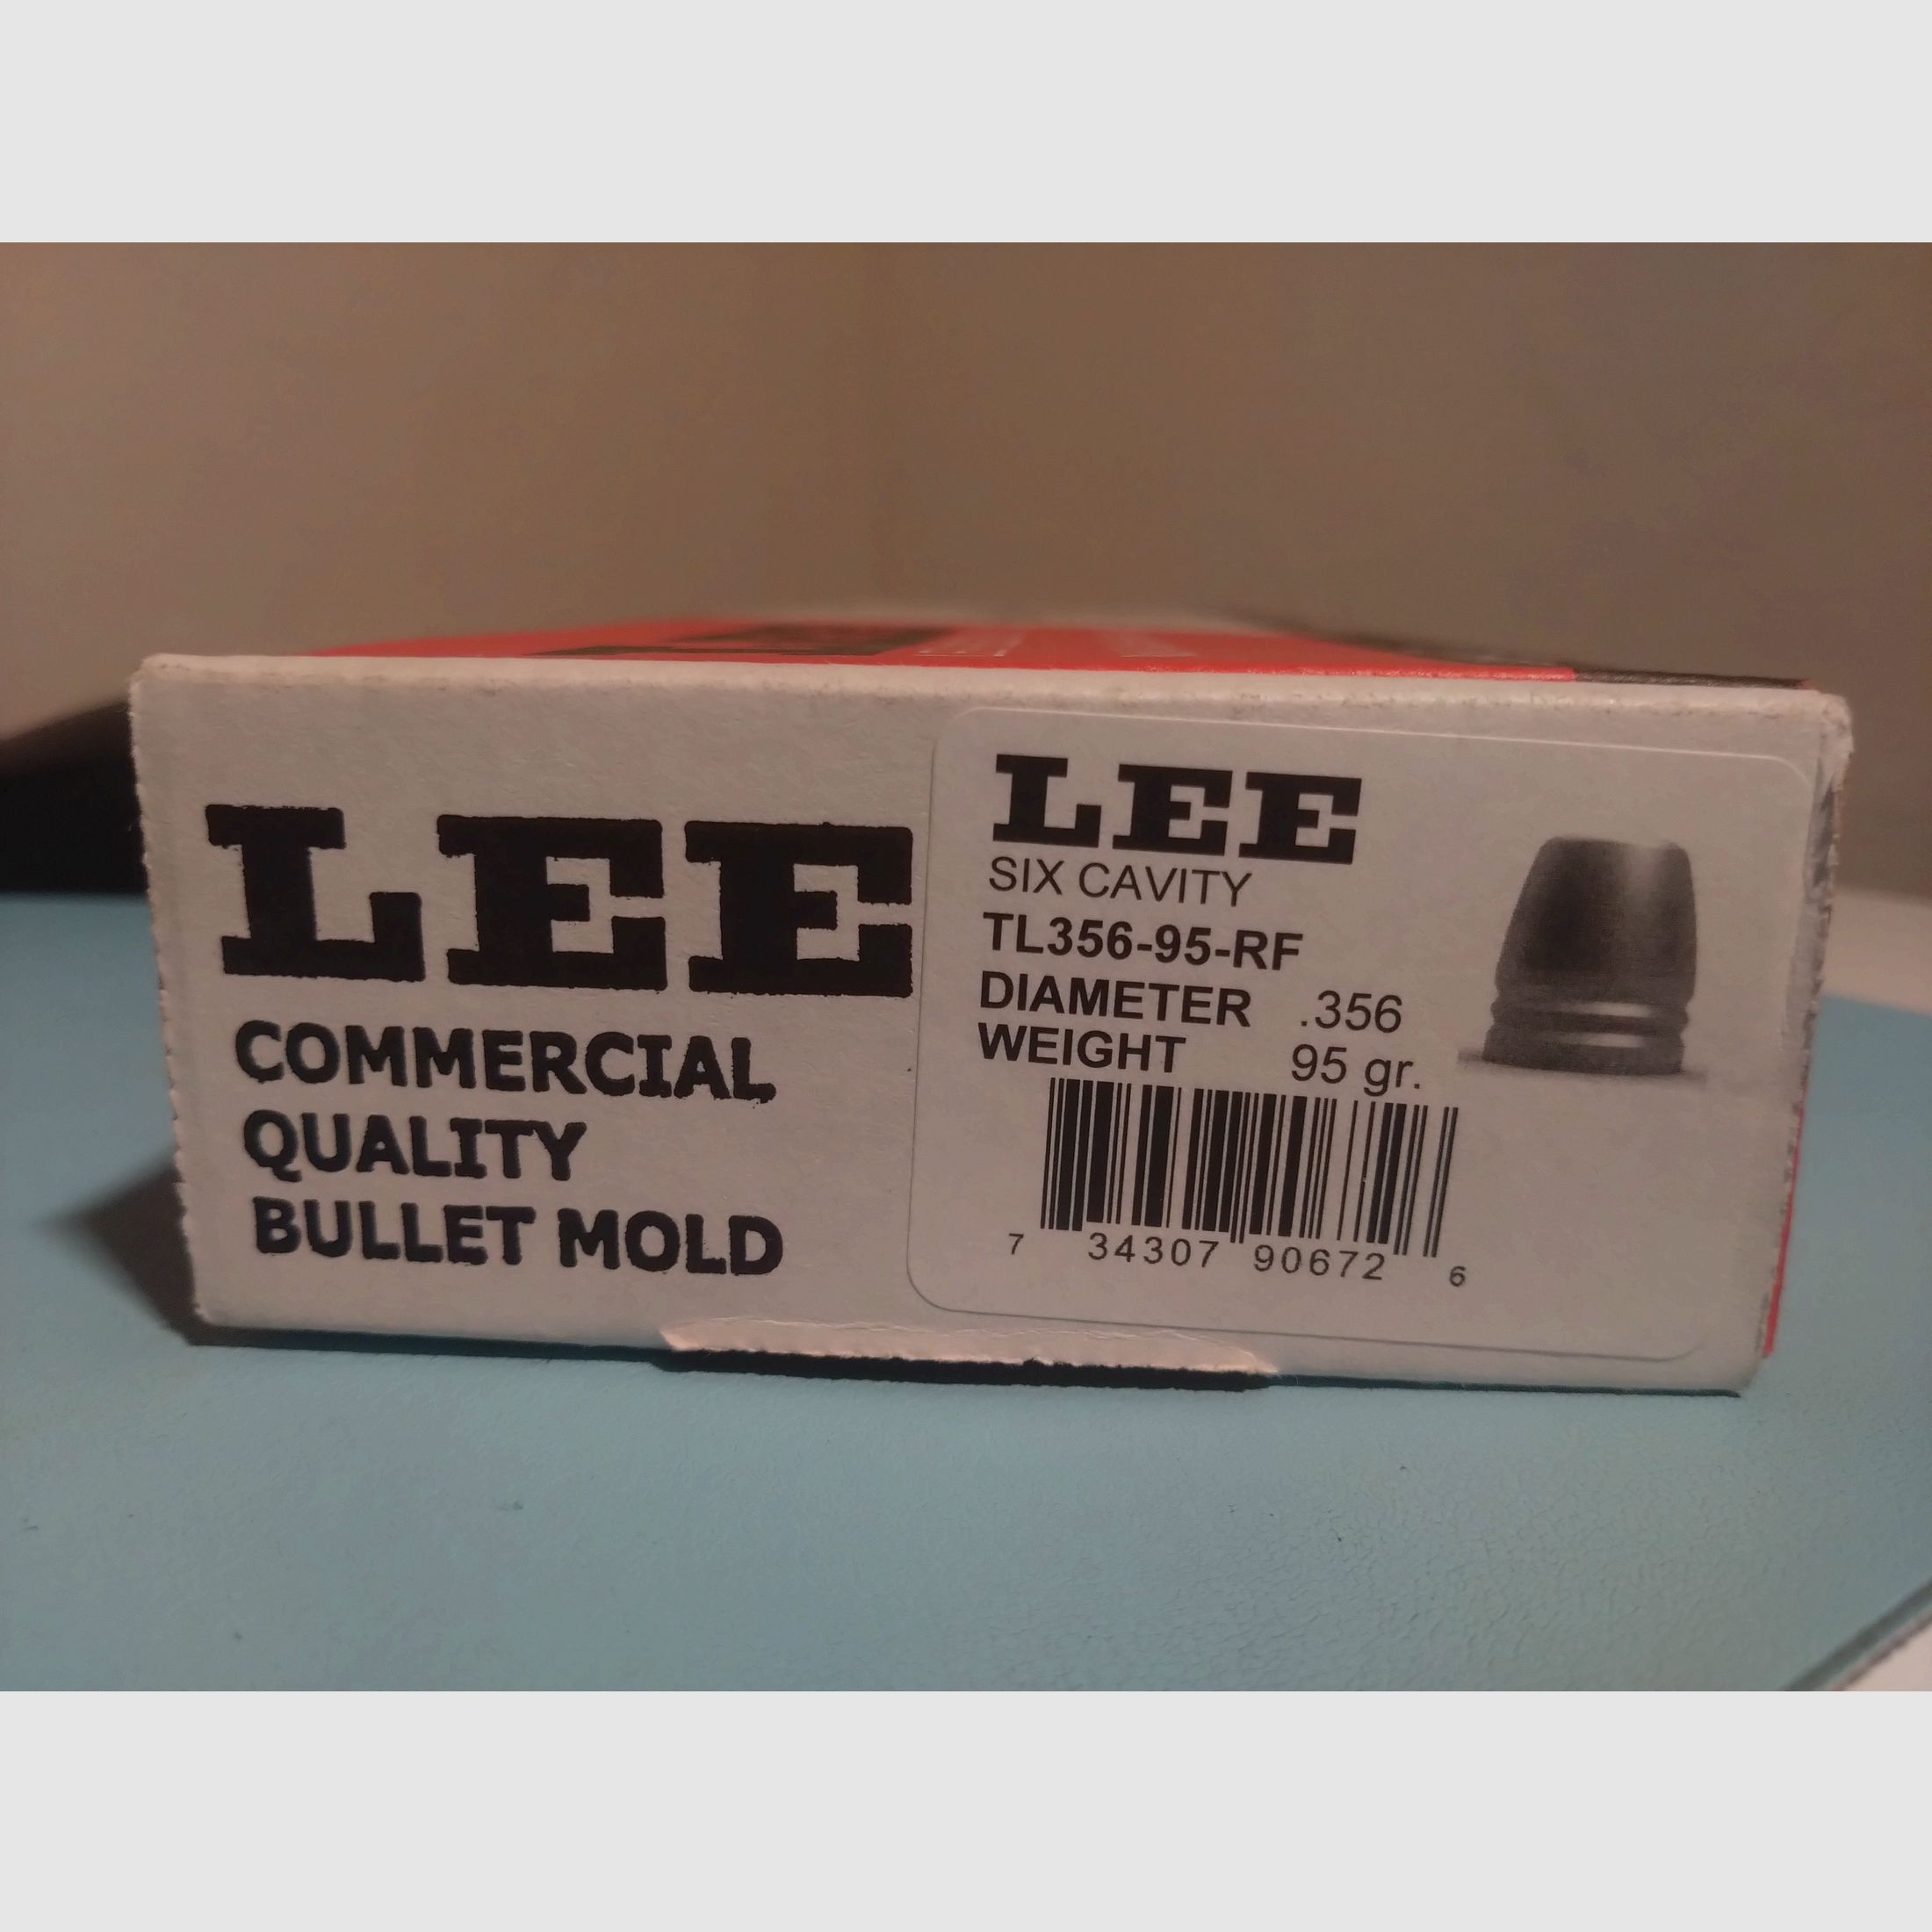 LEE
COMMERCIAL
QUALITY
BULLET MOLD
LEE
SIX CAVITY
TL356-95-RF
DIAMETER .356
WEIGHT 95 gr.
7 34307 90672 6